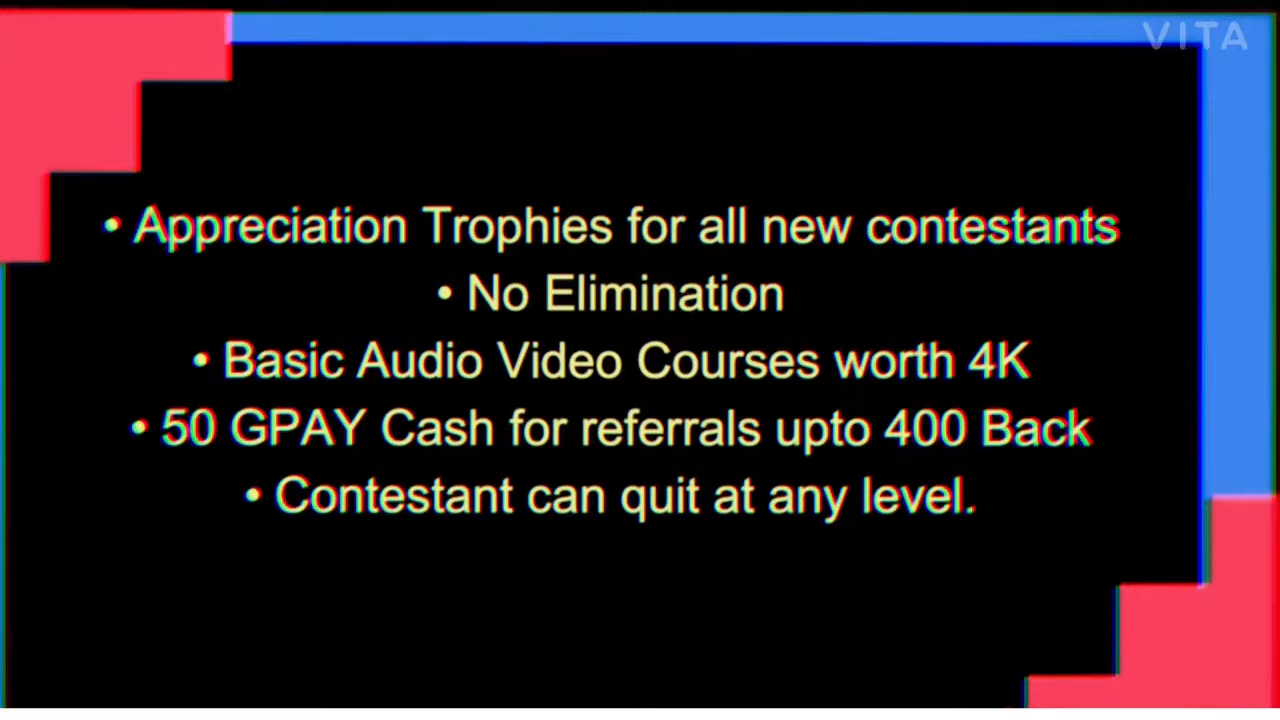 VITA
• Appreciation Trophies for all new contestants
• No Elimination
• Basic Audio Video Courses worth 4K
• 50 GPAY Cash for referrals upto 400 Back
• Contestant can quit at any level.